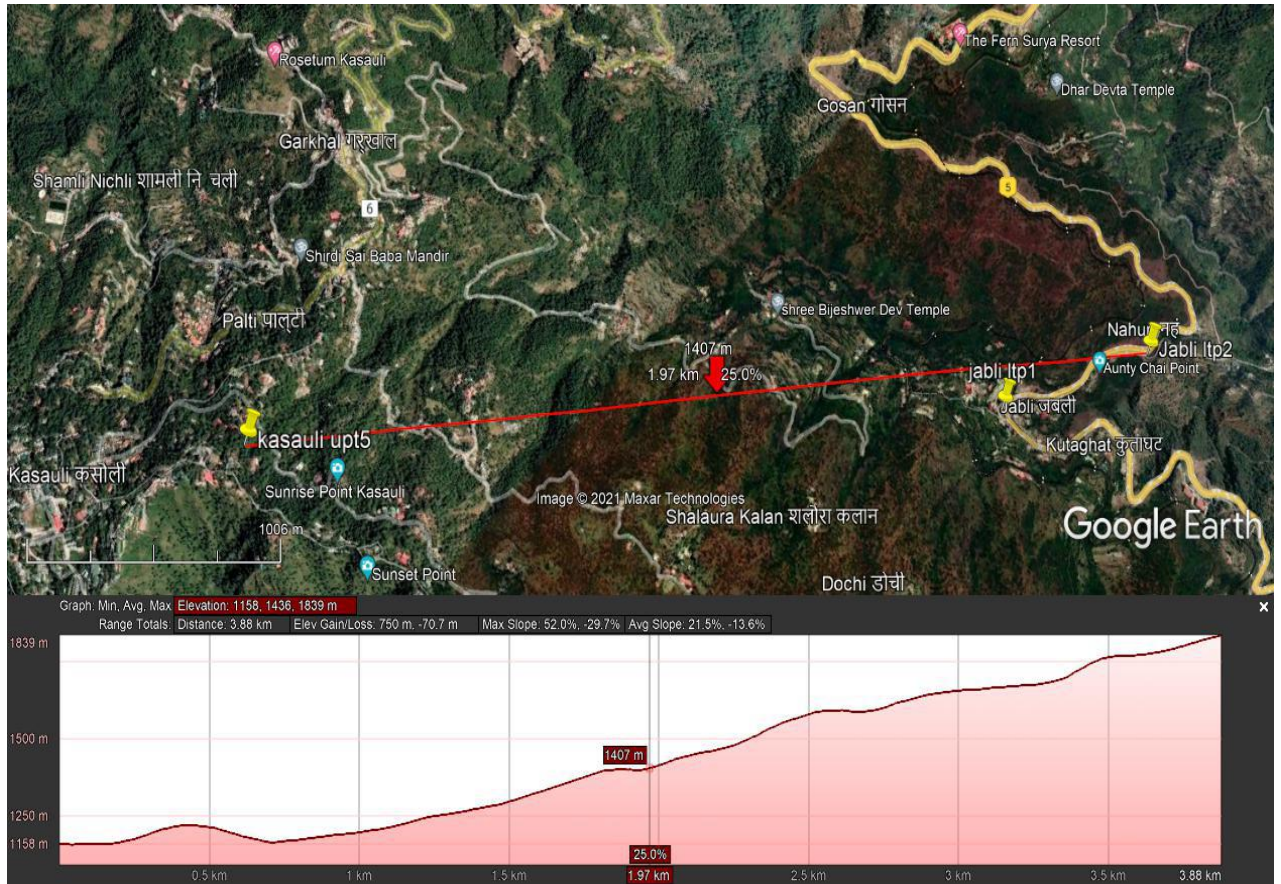 Rosetum Kasauli
The Fern Surya Resort
Dhar Devta Temple
Gosan गोसन
Garkhal गर्खाल
Shamli Nichli शामली नि चली
5
6
Shirdi Sai Baba Mandir
Palti पाल्टी
shree Bijeshwer Dev Temple
Nahun नहं
1407 m
Jabli ltp2
1.97 km 25.0%
Aunty Chai Point
jabli ltp1
Jabli जबली
kasauli upt5
Kutaghat कुताघट
Kasauli कसोली
Sunrise Point Kasauli
Image © 2021 Maxar Technologies
Shalaura Kalan शलौरा कलान
Google Earth
1006 m
Sunset Point
Dochi डोची
Graph: Min, Avg, Max Elevation: 1158, 1436, 1839 m
x
Range Totals: Distance: 3.88 km Elev Gain/Loss: 750 m, -70.7 m Max Slope: 52.0%, -29.7% Avg Slope: 21.5%, -13.6%
1839 m
1500 m
1407 m
1250 m
1158 m
25.0%
0.5 km 1 km 1.5 km 1.97 km 2.5 km 3 km 3.5 km 3.88 km